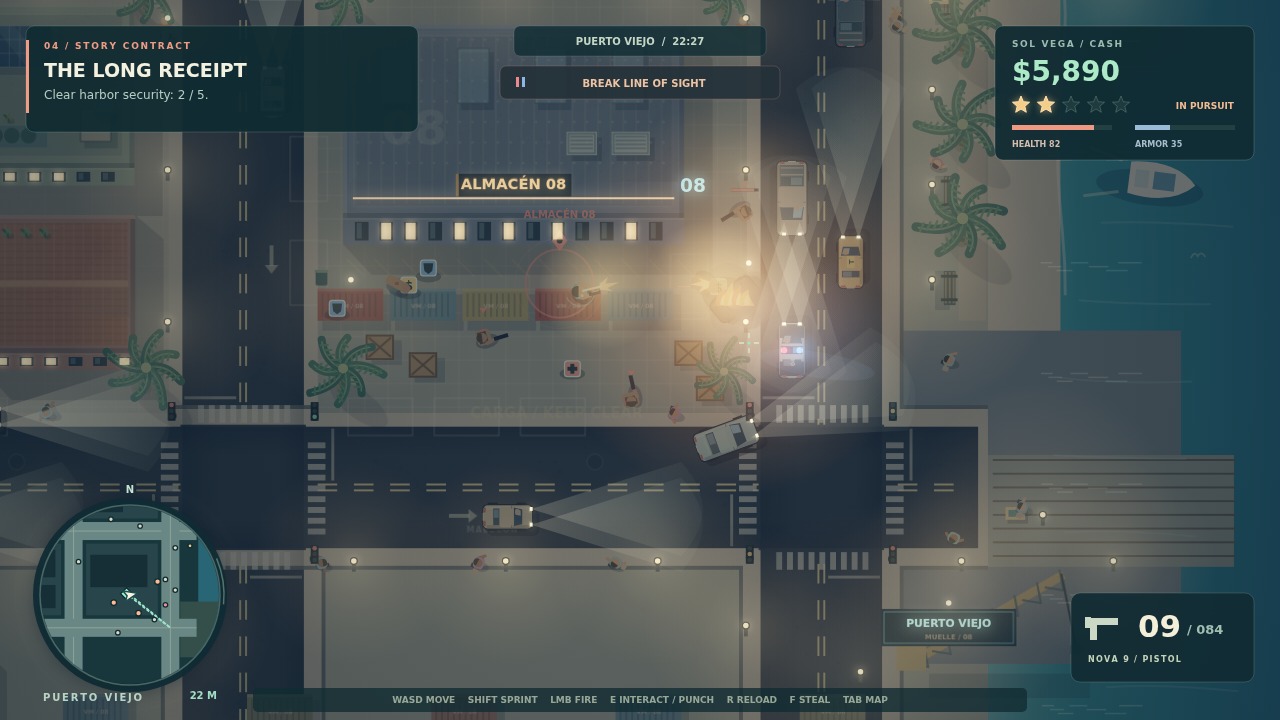 04 / STORY CONTRACT
THE LONG RECEIPT
Clear harbor security: 2 / 5.
PUERTO VIEJO / 22:27
BREAK LINE OF SIGHT
SOL VEGA / CASH
$5,890
IN PURSUIT
HEALTH 82
ARMOR 35
08
ALMACÉN 08
08
ALMACÉN 08
N
PUERTO VIEJO
22 M
PUERTO VIEJO
MUELLE / 08
09 / 084
NOVA 9 / PISTOL
WASD MOVE SHIFT SPRINT LMB FIRE E INTERACT / PUNCH R RELOAD F STEAL TAB MAP